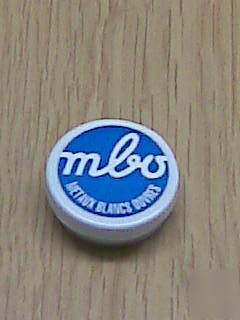 mbo
METAUX BLANCS OUVRES